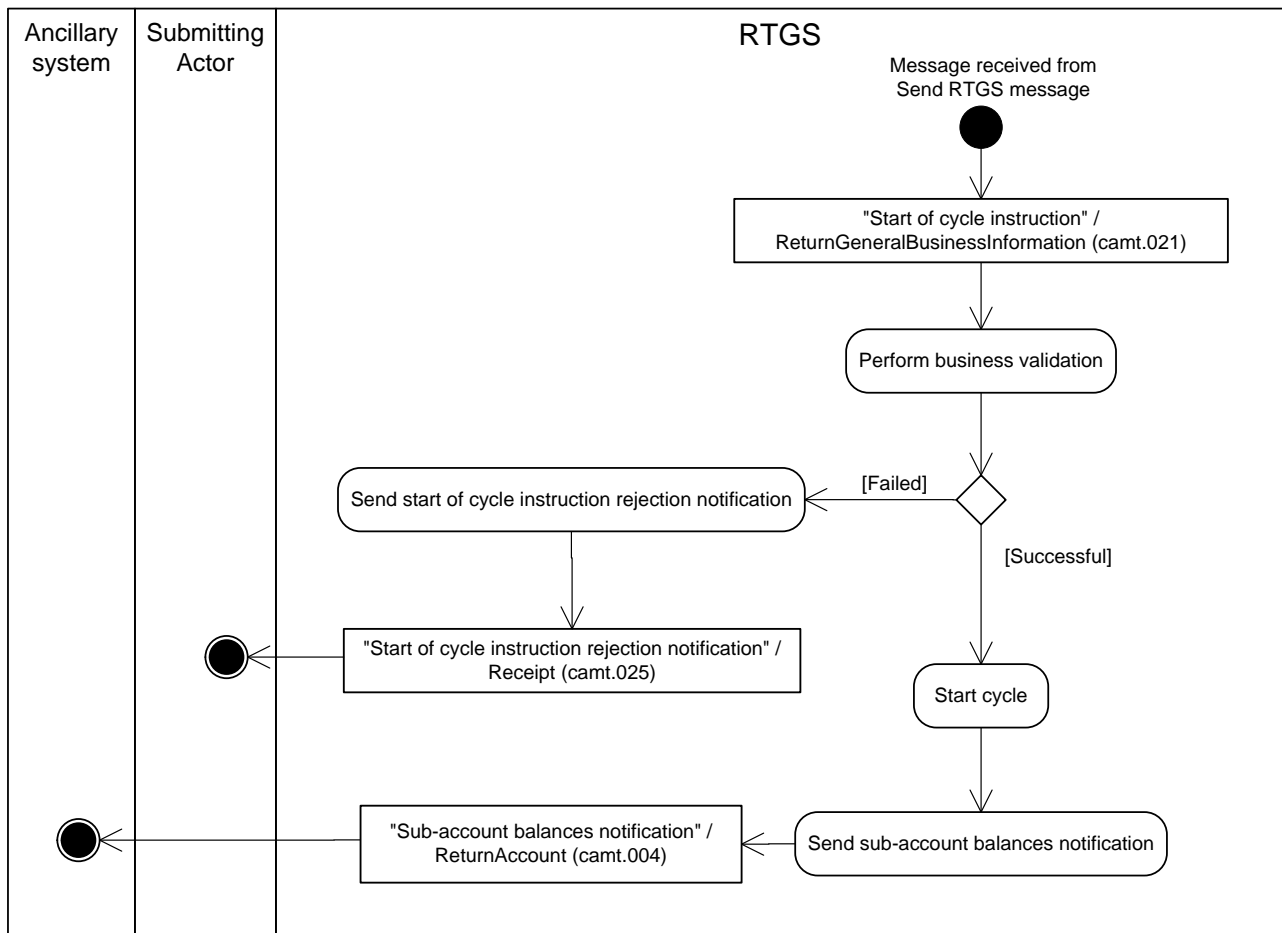 Ancillary
system
Submitting
Actor
RTGS
Message received from
Send RTGS message
"Start of cycle instruction" /
ReturnGeneralBusinessInformation (camt.021)
Perform business validation
[Failed]
Send start of cycle instruction rejection notification
[Successful]
"Start of cycle instruction rejection notification" /
Receipt (camt.025)
Start cycle
"Sub-account balances notification" /
ReturnAccount (camt.004)
Send sub-account balances notification